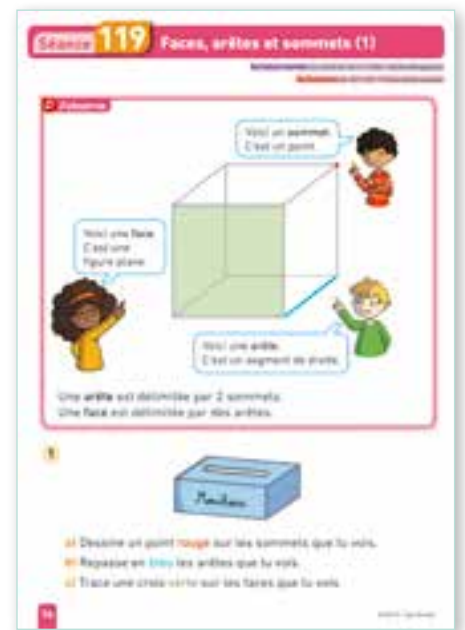 Séance 119 Faces, arêtes et sommets (1)
J'observe
Voici un sommet.
C'est un point.
Voici une face.
C'est une
figure plane.
Voici une arête.
C'est un segment de droite.
Une arête est délimitée par 2 sommets.
Une face est délimitée par des arêtes.
1
Mouchoirs
a) Dessine un point rouge sur les sommets que tu vois.
b) Repasse en bleu les arêtes que tu vois.
c) Trace une croix verte sur les faces que tu vois.